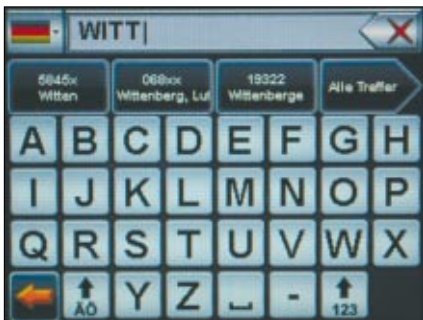 WITT
5845x
Witten
068xx
Wittenberg, Lut
19322
Wittenberge
Alle Treffer
A B C D E F G H
I J K L M N O P
Q R S T U V W X
ÄÖ Y Z - 123